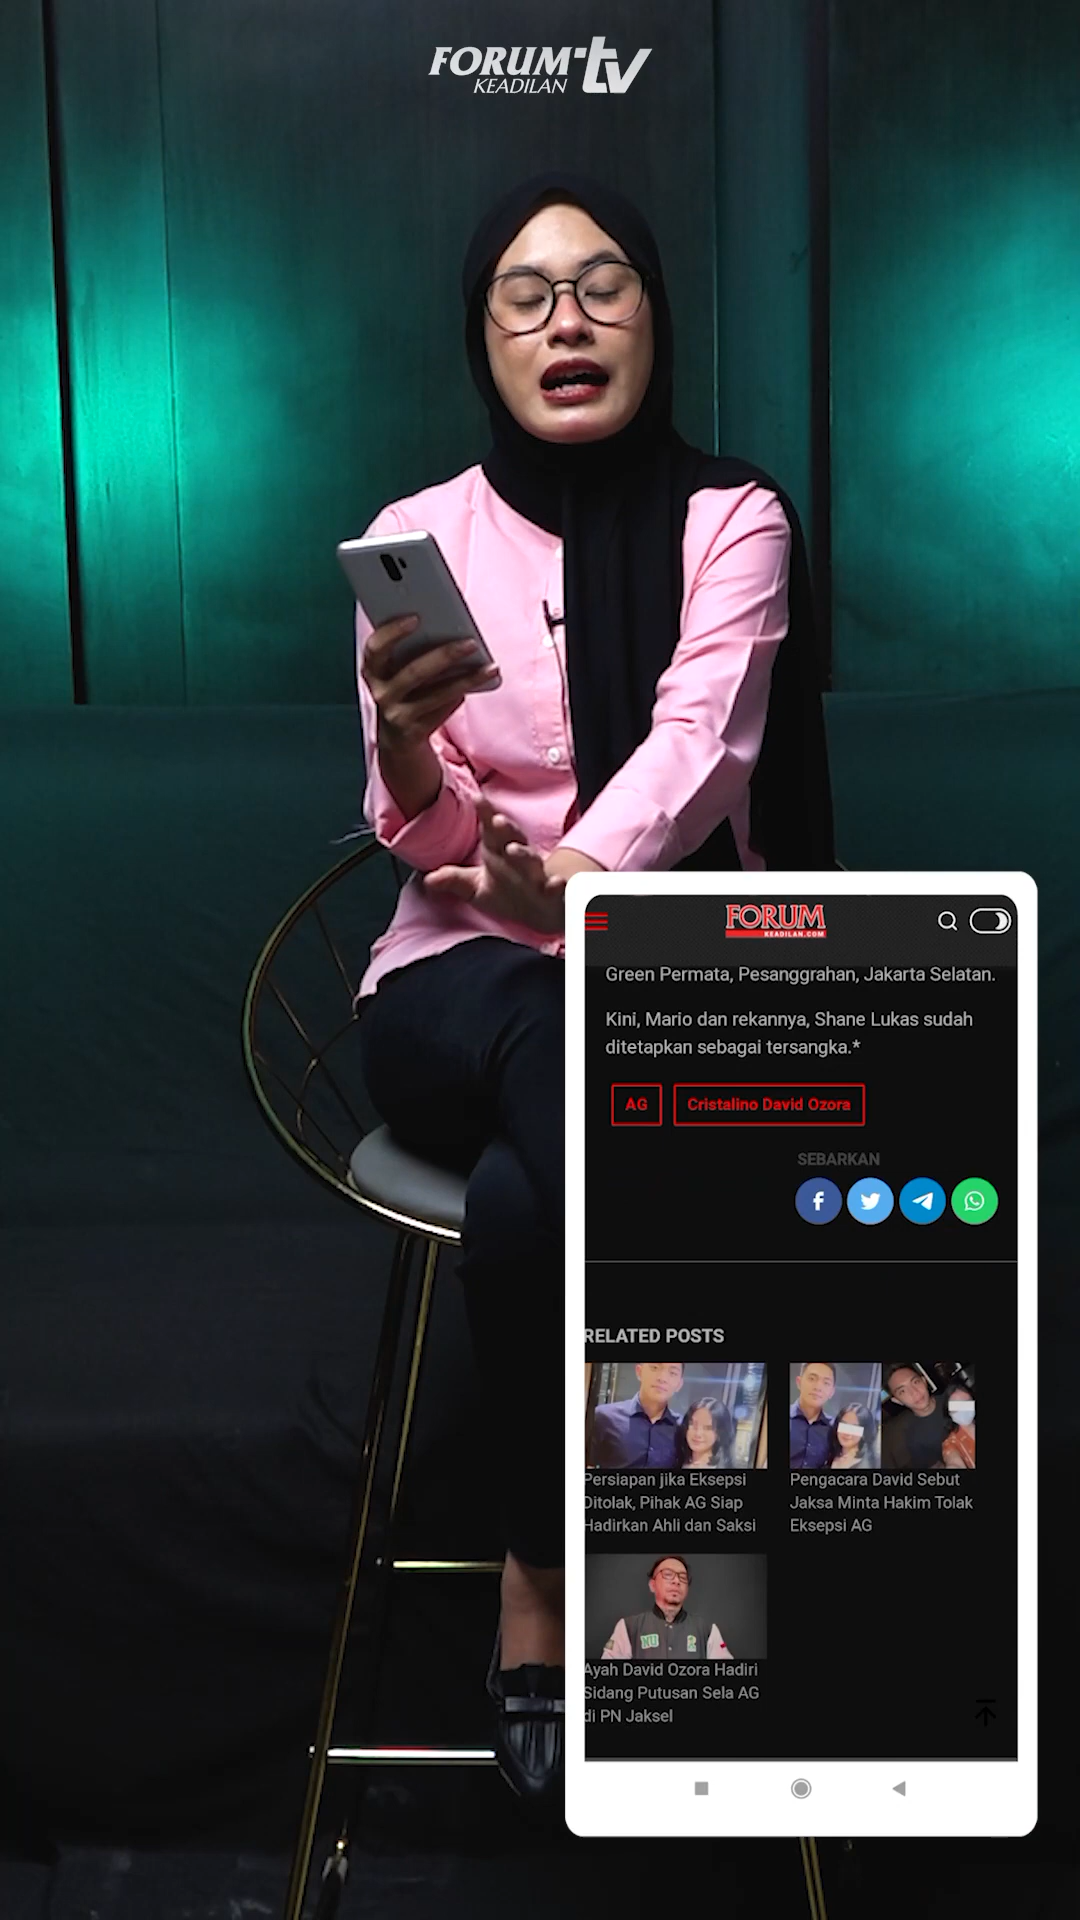 FORUM tv
KEADILAN
FORUM
KEADILAN.COM
Green Permata, Pesanggrahan, Jakarta Selatan.
Kini, Mario dan rekannya, Shane Lukas sudah
ditetapkan sebagai tersangka.*
AG
Cristalino David Ozora
SEBARKAN
RELATED POSTS
Persiapan jika Eksepsi
Ditolak, Pihak AG Siap
Hadirkan Ahli dan Saksi
Pengacara David Sebut
Jaksa Minta Hakim Tolak
Eksepsi AG
NU
Ayah David Ozora Hadiri
Sidang Putusan Sela AG
di PN Jaksel